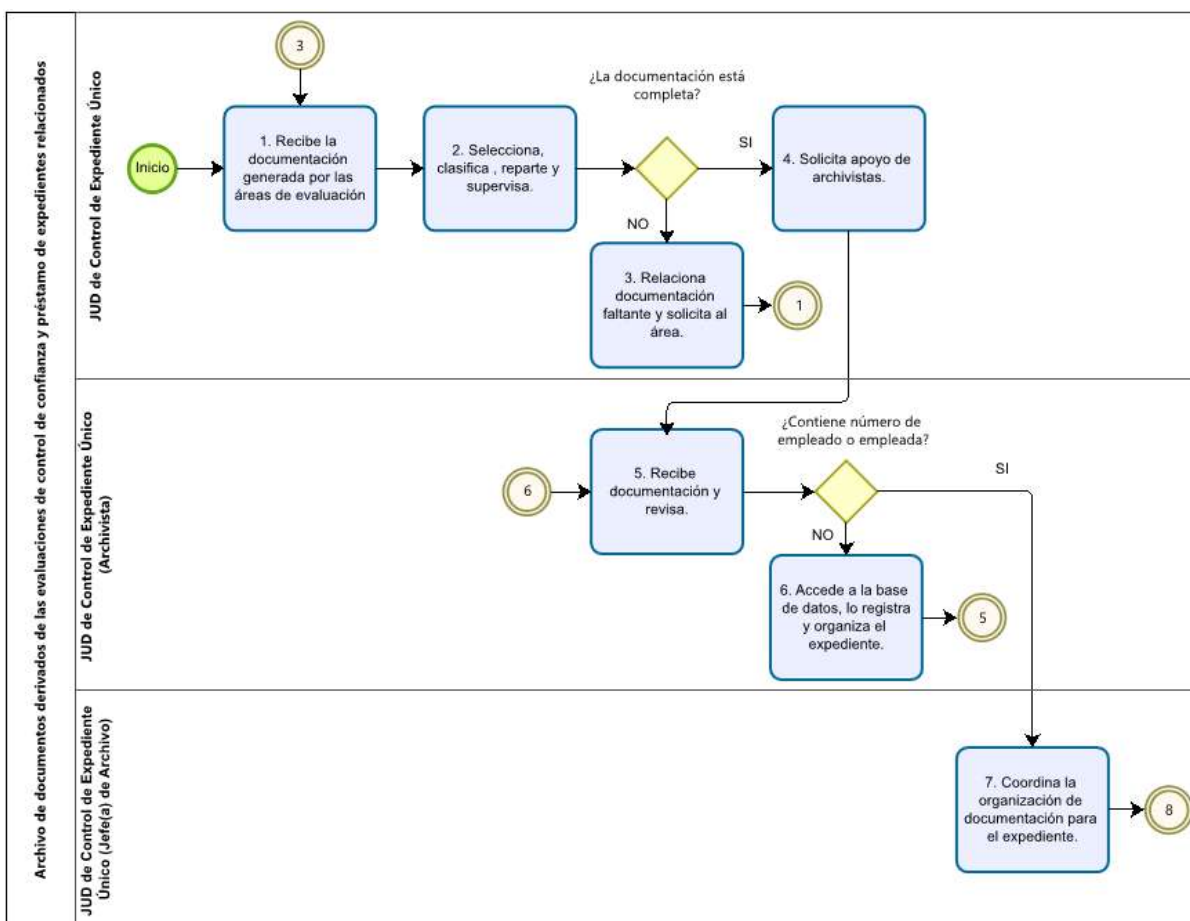 Archivo de documentos derivados de las evaluaciones de control de confianza y préstamo de expedientes relacionados
JUD de Control de Expediente Único
3
¿La documentación está
completa?
Inicio
1. Recibe la
documentación
generada por las
áreas de evaluación
2. Selecciona,
clasifica , reparte y
supervisa.
SI
4. Solicita apoyo de
archivistas.
NO
3. Relaciona
documentación
faltante y solicita al
área.
1
JUD de Control de Expediente Único
(Archivista)
¿Contiene número de
empleado o empleada?
6
5. Recibe
documentación y
revisa.
SI
NO
6. Accede a la base
de datos, lo registra
y organiza el
expediente.
5
JUD de Control de Expediente
Único (Jefe(a) de Archivo)
7. Coordina la
organización de
documentación para
el expediente.
8